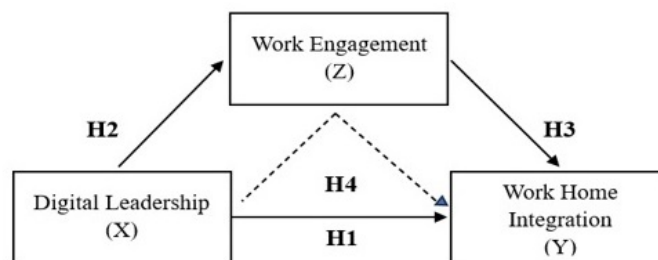 Work Engagement
(Z)
H2
H3
Digital Leadership
(X)
H4
H1
Work Home
Integration
(Y)